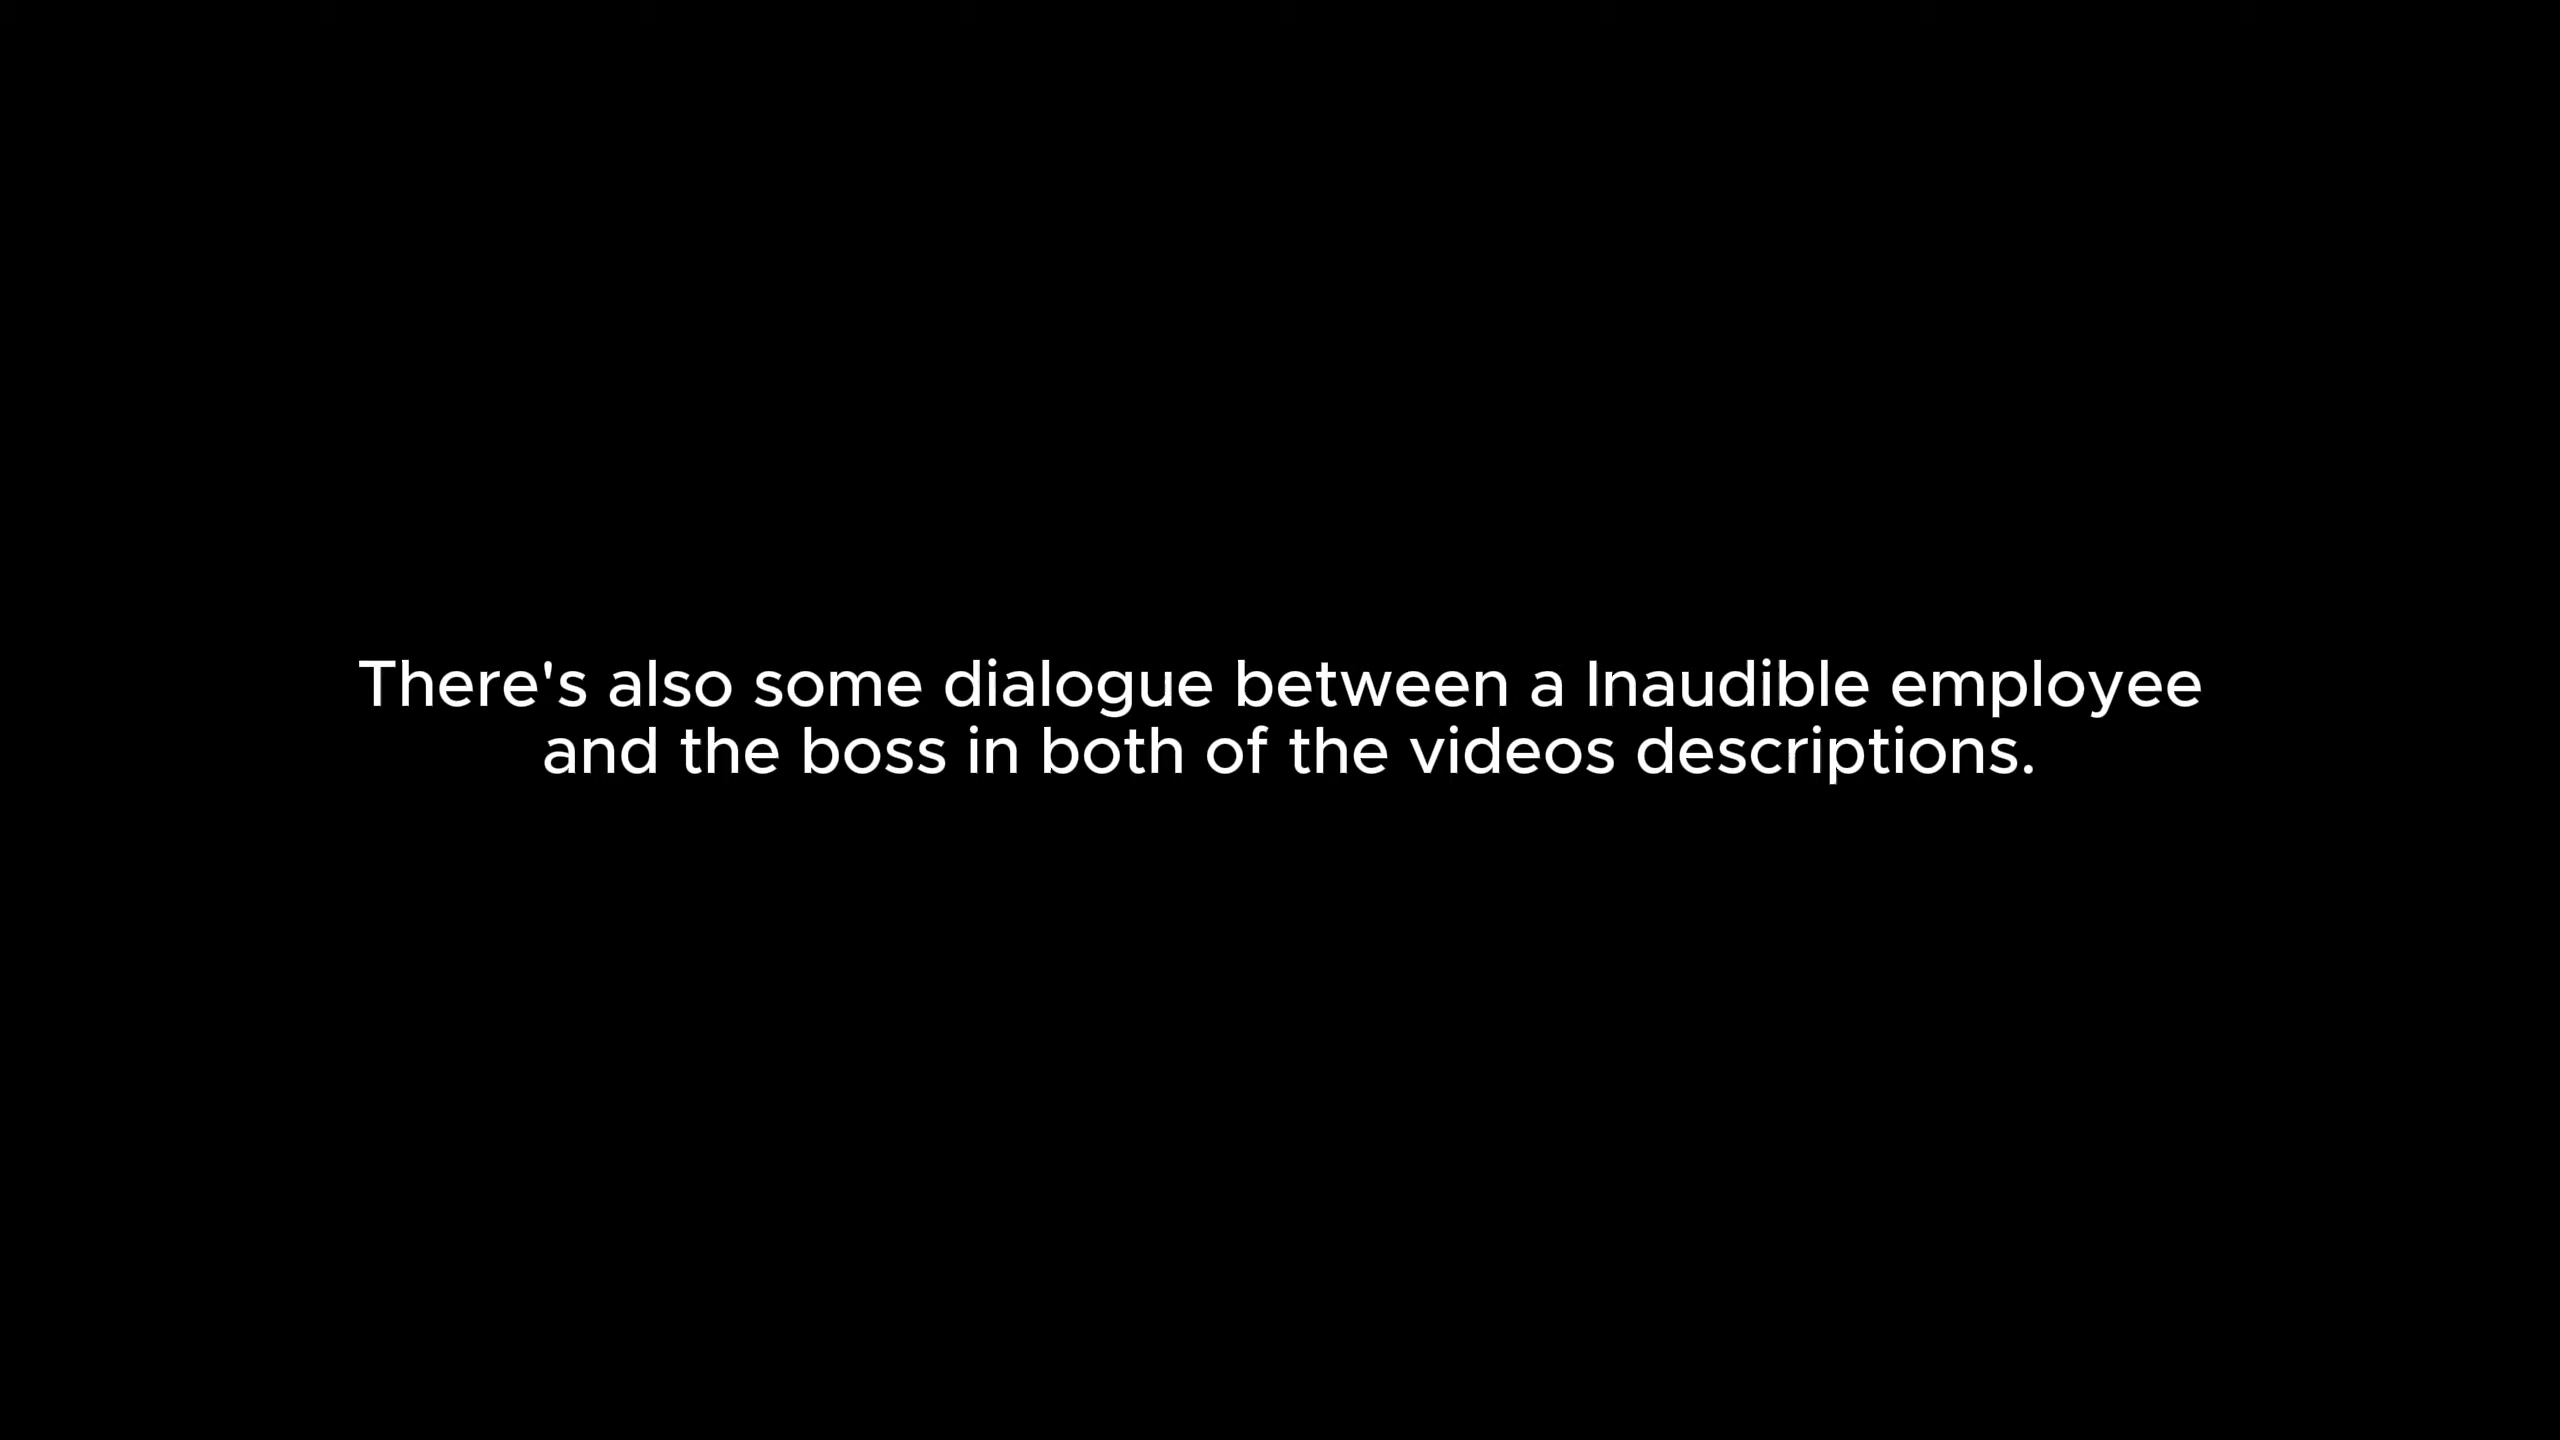 There's also some dialogue between a Inaudible employee
and the boss in both of the videos descriptions.